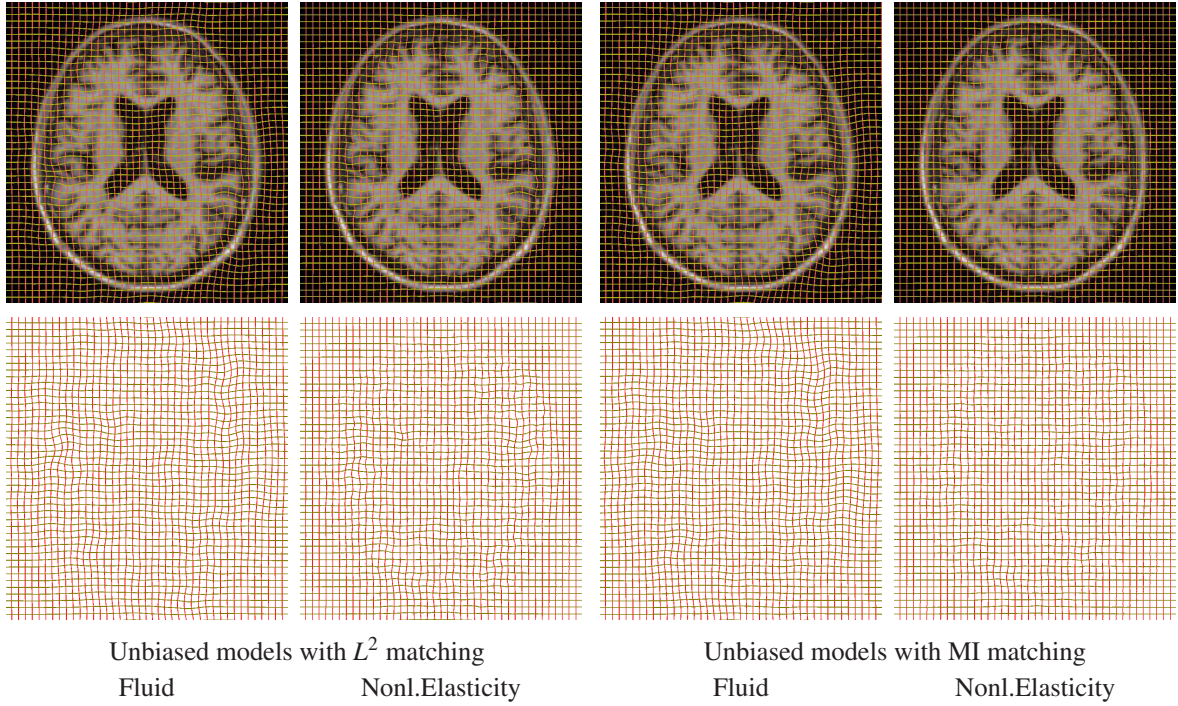 Unbiased models with L² matching
Unbiased models with MI matching
Fluid
Nonl.Elasticity
Fluid
Nonl.Elasticity